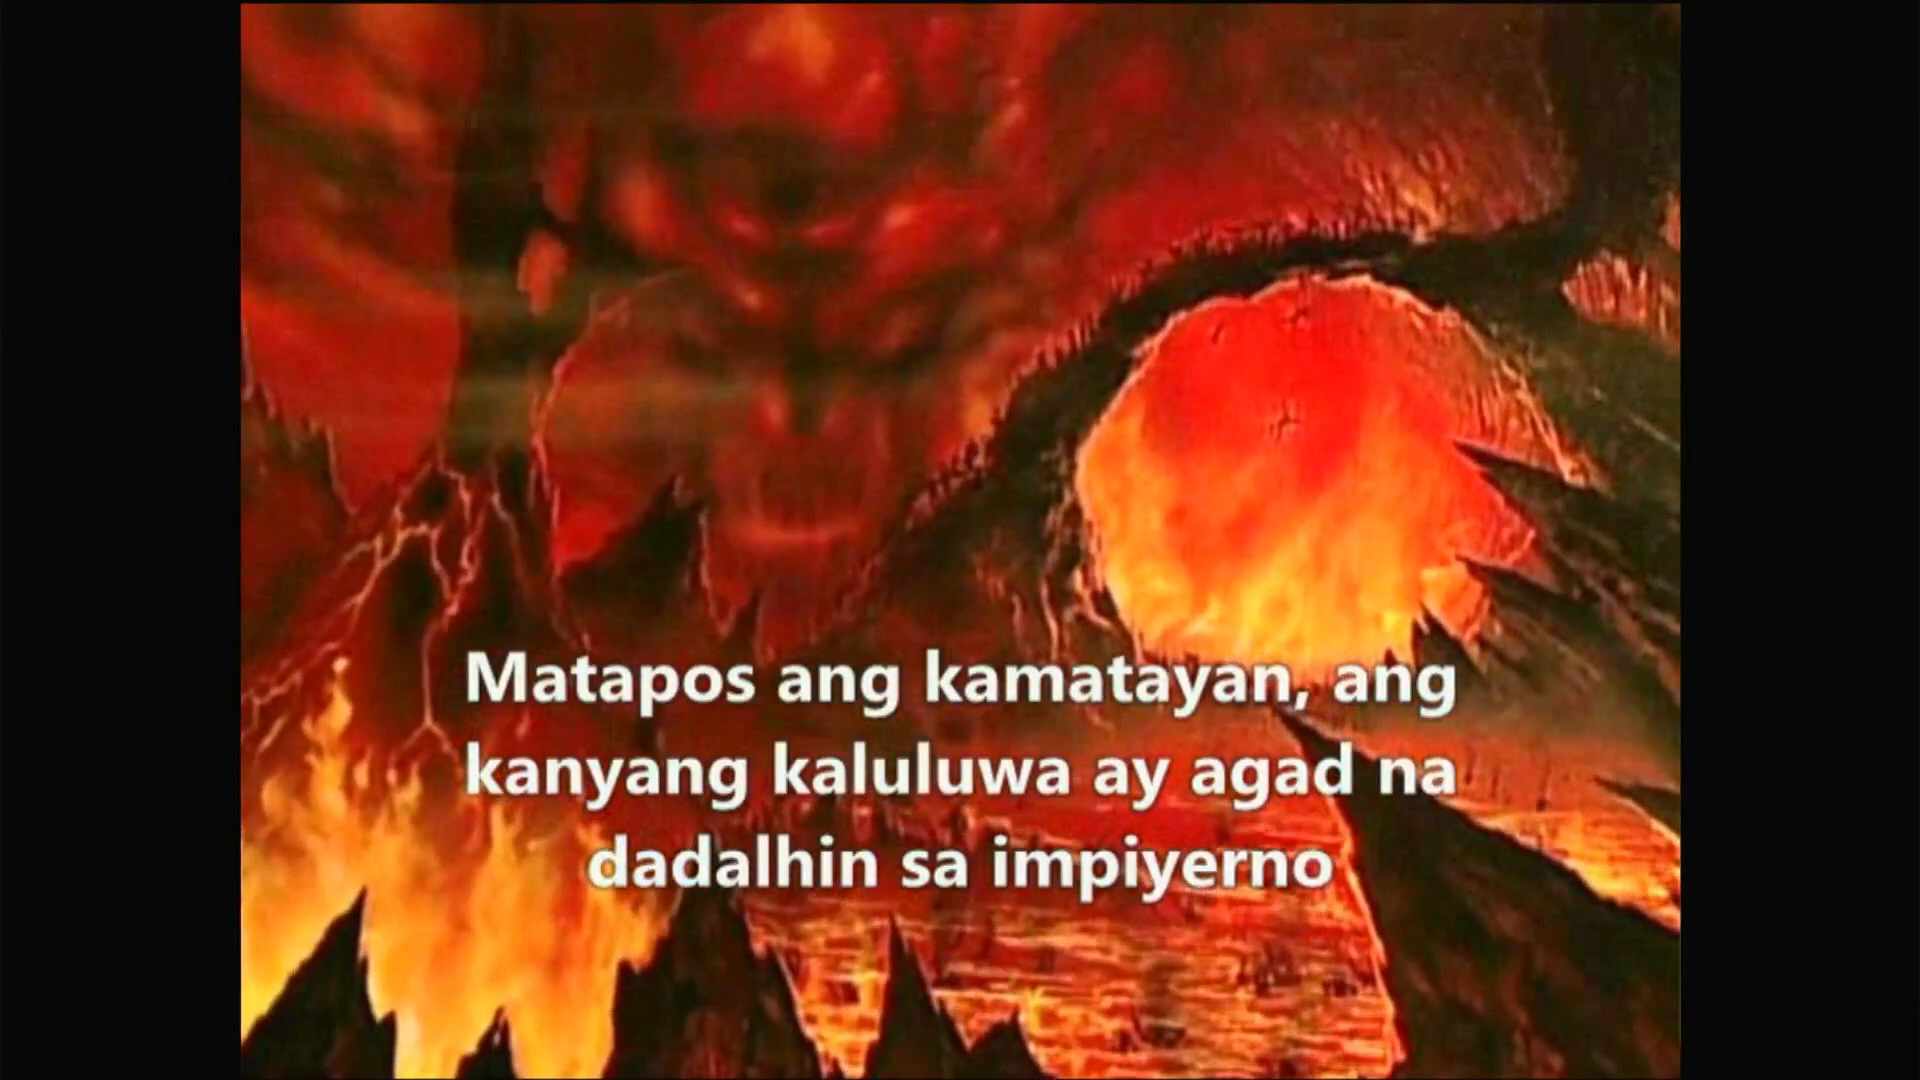 Matapos ang kamatayan, ang
kanyang kaluluwa ay agad na
dadalhin sa impiyerno